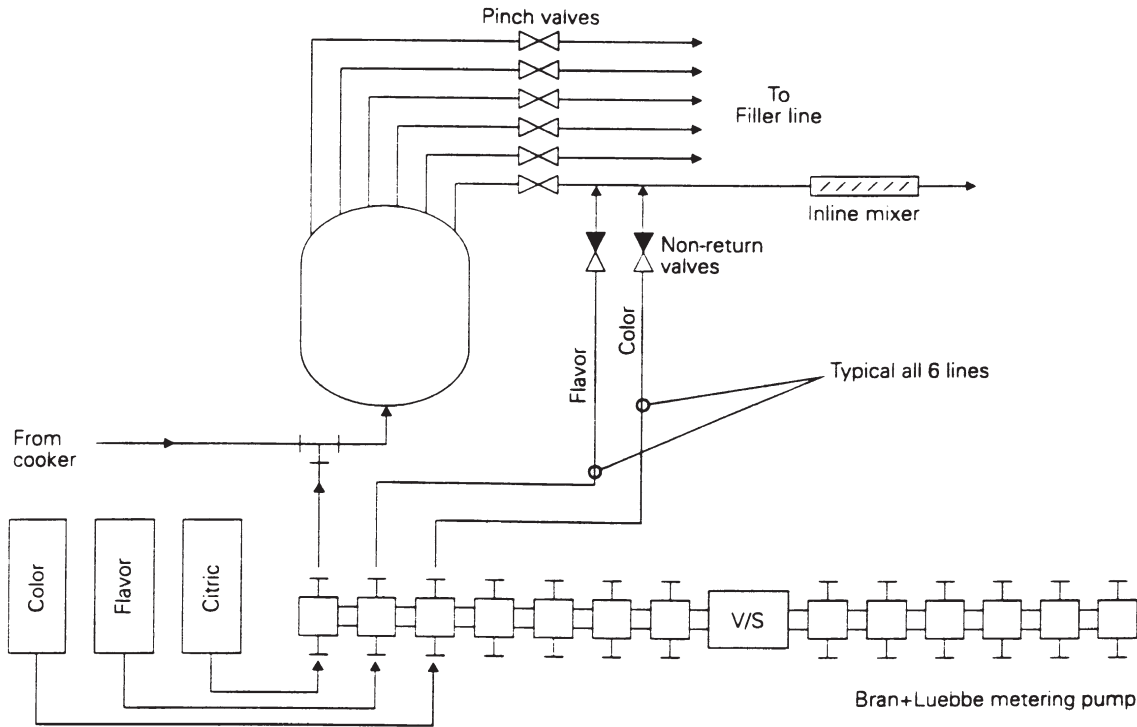 Pinch valves
To
Filler line
Inline mixer
Non-return
valves
Flavor
Color
Typical all 6 lines
From
cooker
Color
Flavor
Citric
V/S
Bran+Luebbe metering pump